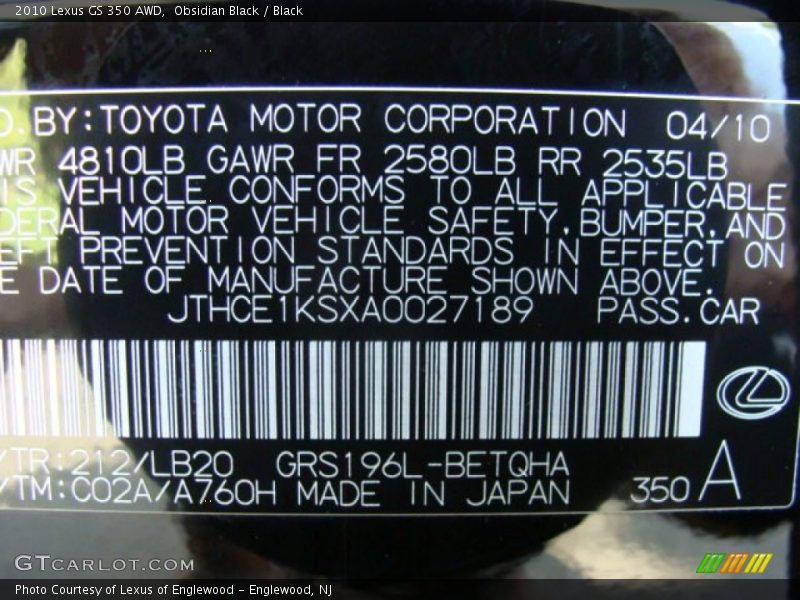 2010 Lexus GS 350 AWD, Obsidian Black / Black
D.BY:TOYOTA MOTOR CORPORATION 04/10
WR 4810LB GAWR FR 2580LB RR 2535LB
IS VEHICLE CONFORMS TO ALL APPLICABLE
DERAL MOTOR VEHICLE SAFETY,BUMPER,AND
EFT PREVENTION STANDARDS IN EFFECT ON
E DATE OF MANUFACTURE SHOWN ABOVE.
JTHCE1KSXA0027189 PASS.CAR
/TR:212/LB20 GRS196L-BETQHA
/TM:C02A/A760H MADE IN JAPAN 350 A
GTCARLOT.COM
Photo Courtesy of Lexus of Englewood - Englewood, NJ